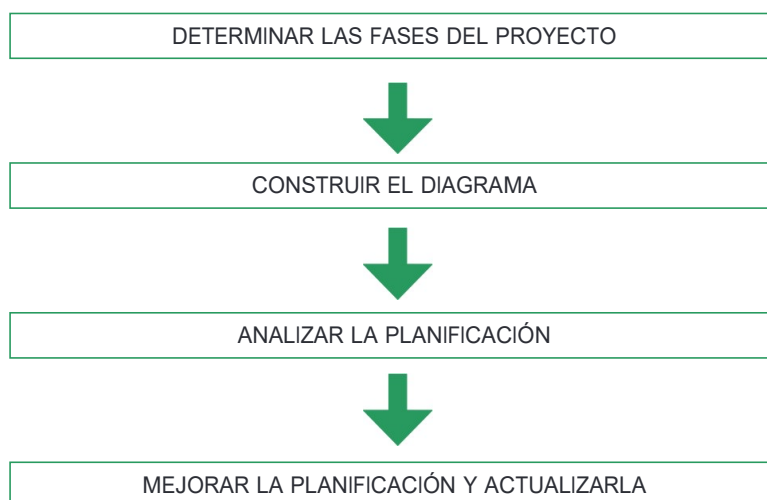 DETERMINAR LAS FASES DEL PROYECTO
CONSTRUIR EL DIAGRAMA
ANALIZAR LA PLANIFICACIÓN
MEJORAR LA PLANIFICACIÓN Y ACTUALIZARLA